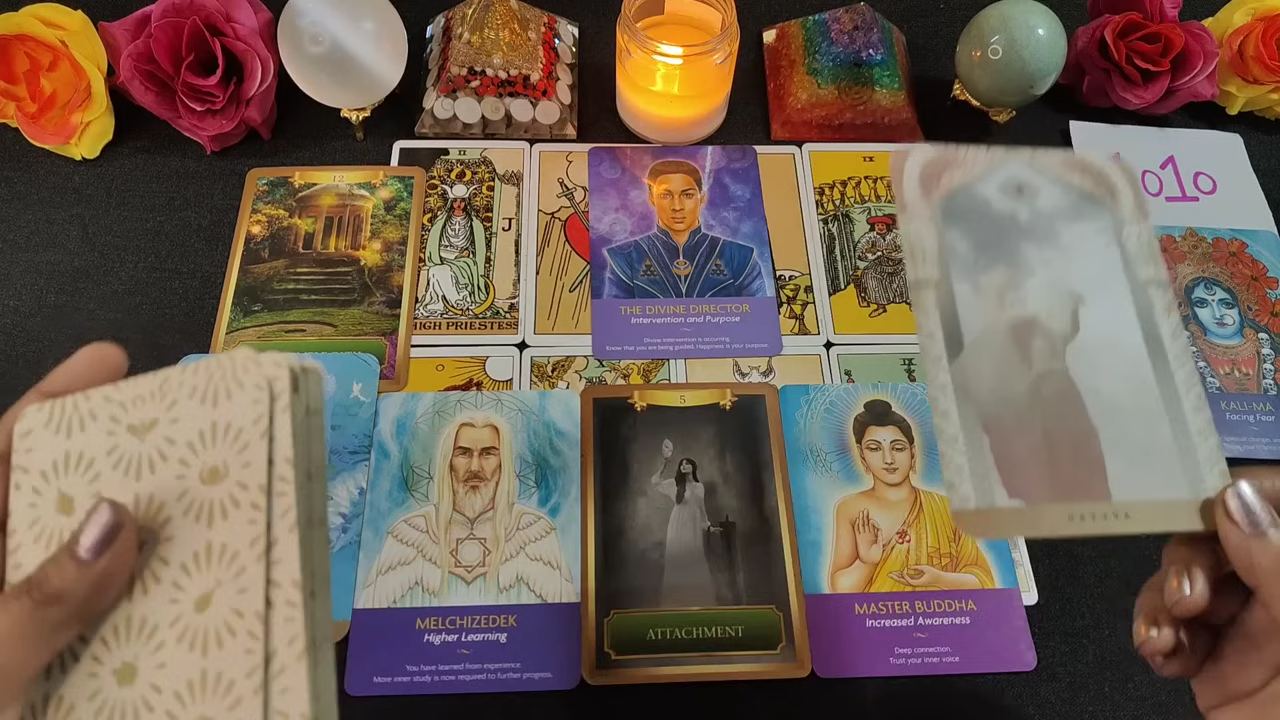 II
IX
1010
12
J
HIGH PRIESTESS
THE DIVINE DIRECTOR
Intervention and Purpose
Divine intervention is occurring.
Know that you are being guided. Happiness is your purpose.
IX
KALI-MA
Facing Fear
5
MELCHIZEDEK
Higher Learning
You have learned from experience.
More inner study is now required to further progress.
ATTACHMENT
MASTER BUDDHA
Increased Awareness
Deep connection.
Trust your inner voice